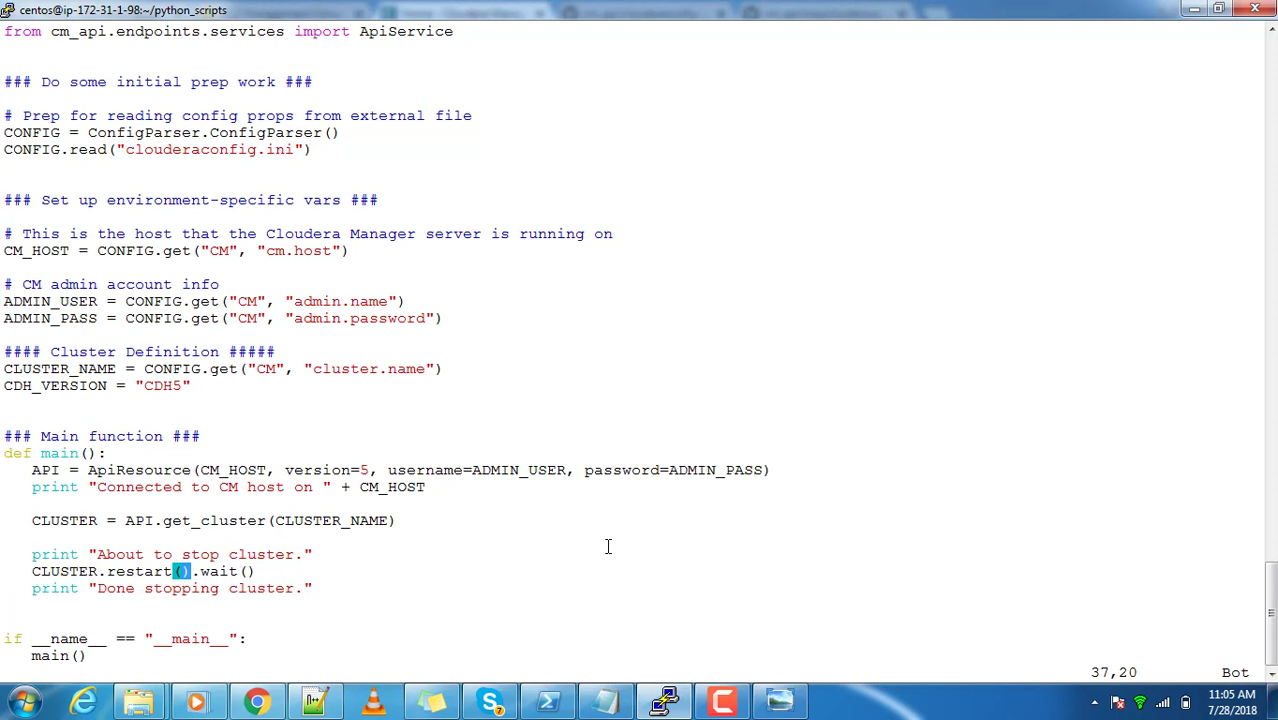 centos@ip-172-31-1-98:~/python_scripts
from cm_api.endpoints.services import ApiService
### Do some initial prep work ###
# Prep for reading config props from external file
CONFIG = ConfigParser.ConfigParser()
CONFIG.read("clouderaconfig.ini")
### Set up environment-specific vars ###
# This is the host that the Cloudera Manager server is running on
CM_HOST = CONFIG.get("CM", "cm.host")
# CM admin account info
ADMIN_USER = CONFIG.get("CM", "admin.name")
ADMIN_PASS = CONFIG.get("CM", "admin.password")
#### Cluster Definition #####
CLUSTER_NAME = CONFIG.get("CM", "cluster.name")
CDH_VERSION = "CDH5"
### Main function ###
def main():
API = ApiResource(CM_HOST, version=5, username=ADMIN_USER, password=ADMIN_PASS)
print "Connected to CM host on " + CM_HOST
CLUSTER = API.get_cluster(CLUSTER_NAME)
print "About to stop cluster."
CLUSTER.restart().wait()
print "Done stopping cluster."
if __name__ == "__main__":
main()
37,20 Bot
11:05 AM
7/28/2018